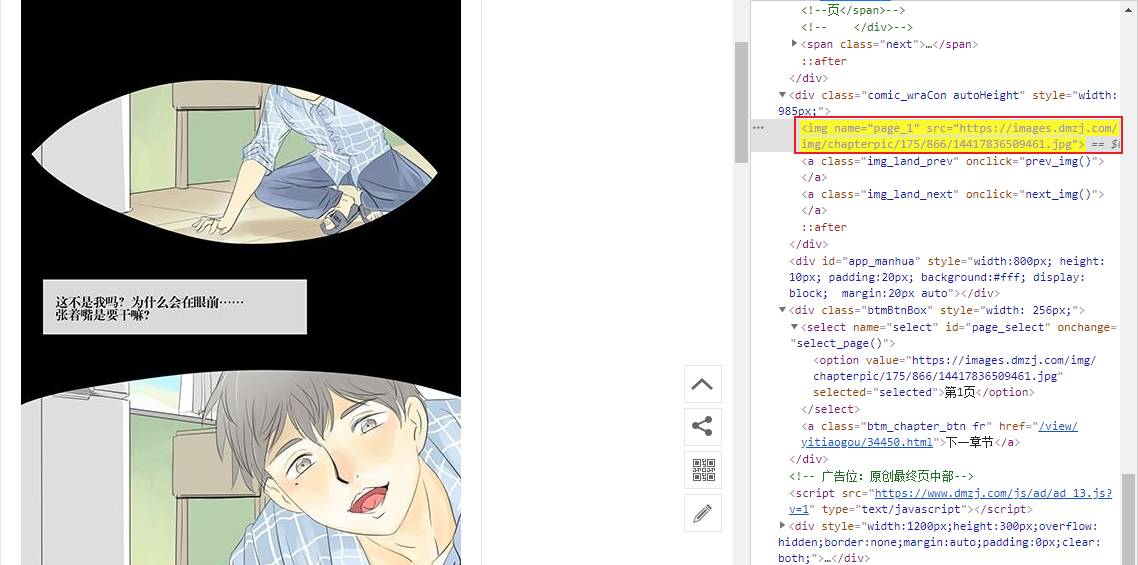 这不是我吗？为什么会在眼前……
张着嘴是要干嘛？
<!--页</span>-->
<!--    </div>-->
▶<span class="next">…</span>
::after
</div>
▼<div class="comic_wraCon autoHeight" style="width:
985px;">
<img name="page_1" src="https://images.dmzj.com/
img/chapterpic/175/866/14417836509461.jpg"> == $
<a class="img_land_prev" onclick="prev_img()">
</a>
<a class="img_land_next" onclick="next_img()">
</a>
::after
</div>
<div id="app_manhua" style="width:800px; height:
10px; padding:20px; background:#fff; display:
block;  margin:20px auto"></div>
▼<div class="btmBtnBox" style="width: 256px;">
▼<select name="select" id="page_select" onchange=
"select_page()">
<option value="https://images.dmzj.com/img/
chapterpic/175/866/14417836509461.jpg"
selected="selected">第1页</option>
</select>
<a class="btm_chapter_btn fr" href="/view/
yitiaogou/34450.html">下一章节</a>
</div>
<!-- 广告位：原创最终页中部-->
<script src="https://www.dmzj.com/js/ad/ad_13.js?
v=1" type="text/javascript"></script>
▶<div style="width:1200px;height:300px;overflow:
hidden;border:none;margin:auto;padding:0px;clear:
both;">…</div>